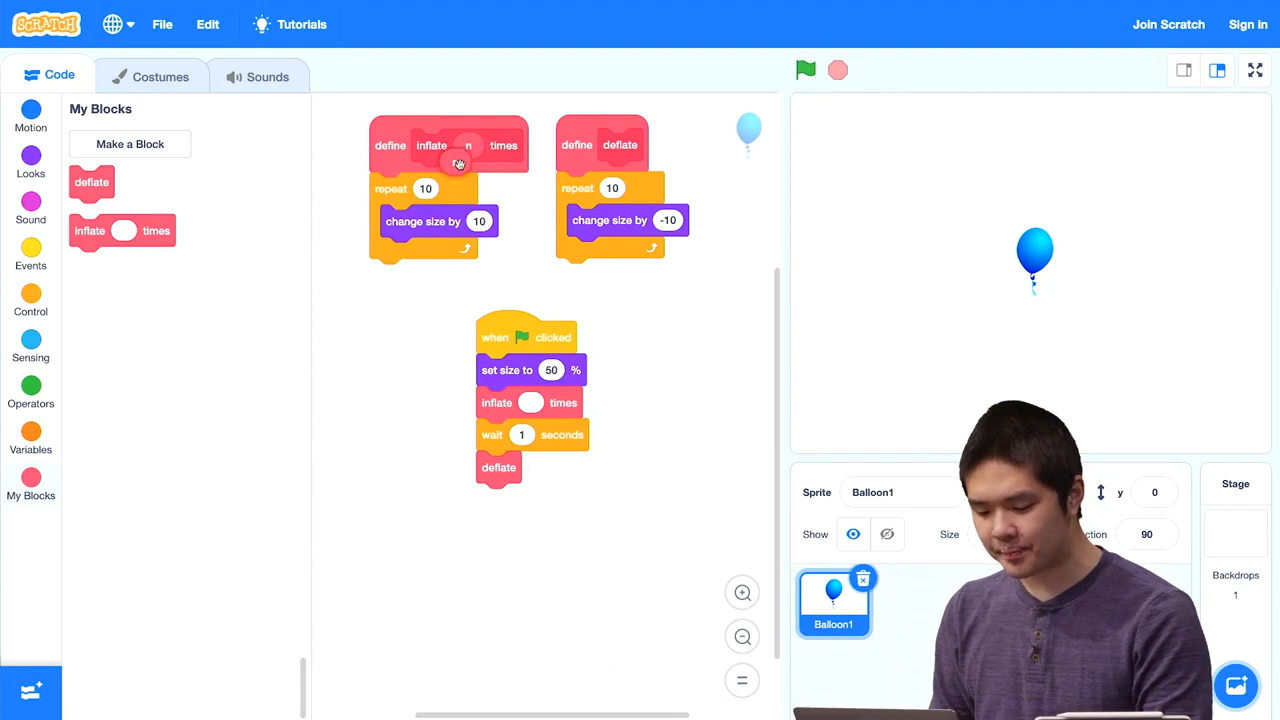 SCRATCH File Edit Tutorials Join Scratch Sign in
Code Costumes Sounds
Motion
Looks
Sound
Events
Control
Sensing
Operators
Variables
My Blocks
My Blocks
Make a Block
deflate
inflate times
define inflate n times
repeat 10
change size by 10
define deflate
repeat 10
change size by -10
when clicked
set size to 50 %
inflate times
wait 1 seconds
deflate
Sprite Balloon1 y 0
Show Size ction 90
Balloon1
Stage
Backdrops
1